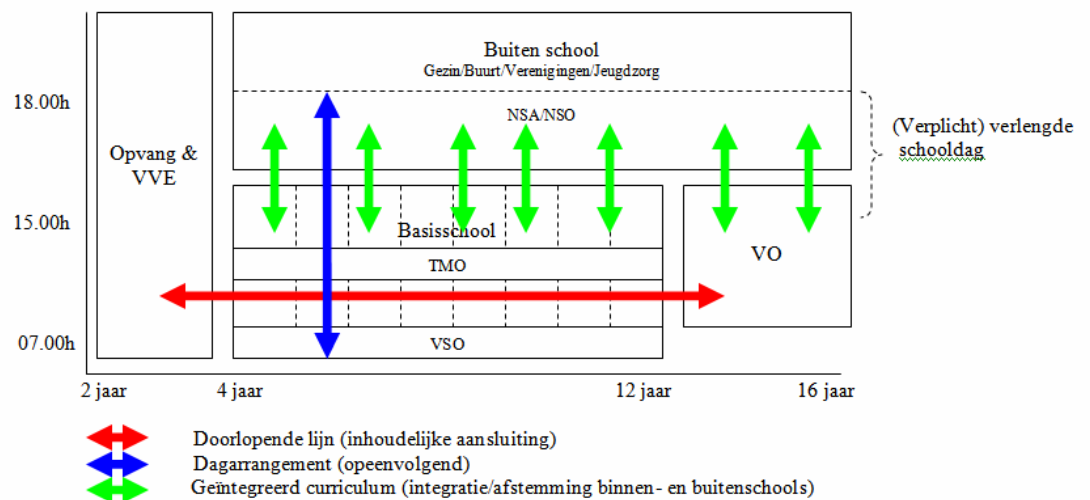 Buiten school
Gezin/Buurt/Verenigingen/Jeugdzorg
18.00h
NSA/NSO
(Verplicht) verlengde
schooldag
Opvang &
VVE
15.00h
Basisschool
VO
TMO
07.00h
VSO
2 jaar
4 jaar
12 jaar
16 jaar
Doorlopende lijn (inhoudelijke aansluiting)
Dagarrangement (opeenvolgend)
Geïntegreerd curriculum (integratie/afstemming binnen- en buitenschools)